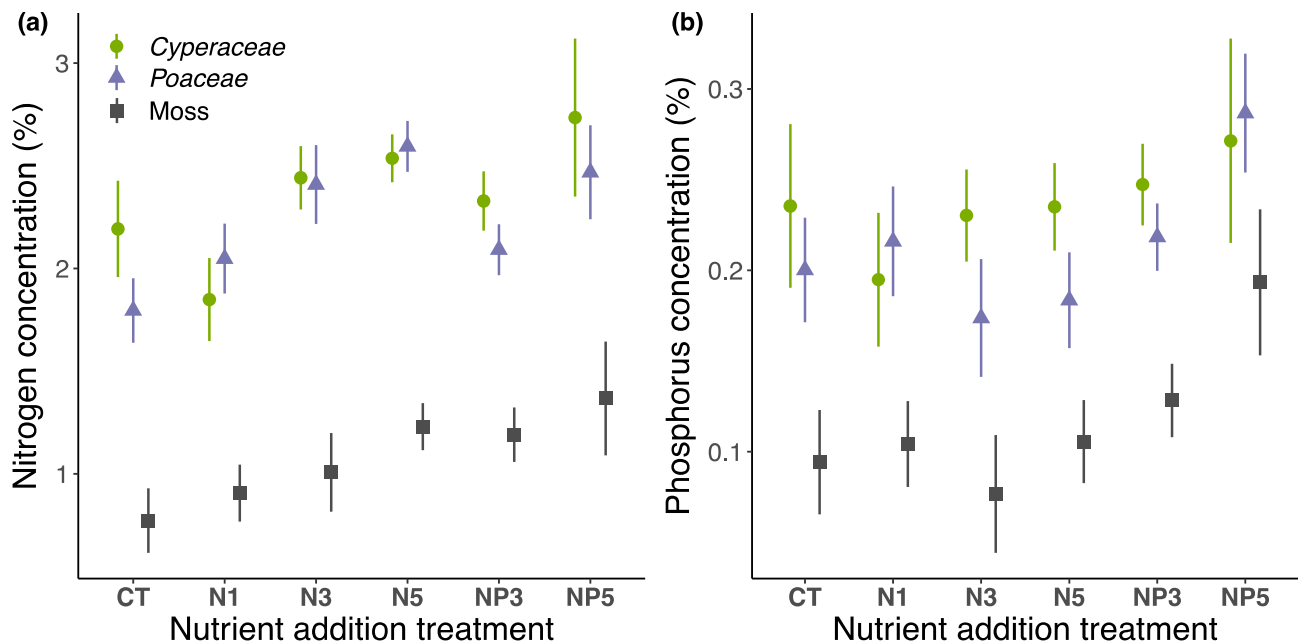 (a)
Cyperaceae
Poaceae
Moss
Nitrogen concentration (%)
3
2
1
CT N1 N3 N5 NP3 NP5
Nutrient addition treatment
(b)
Phosphorus concentration (%)
0.3
0.2
0.1
CT N1 N3 N5 NP3 NP5
Nutrient addition treatment